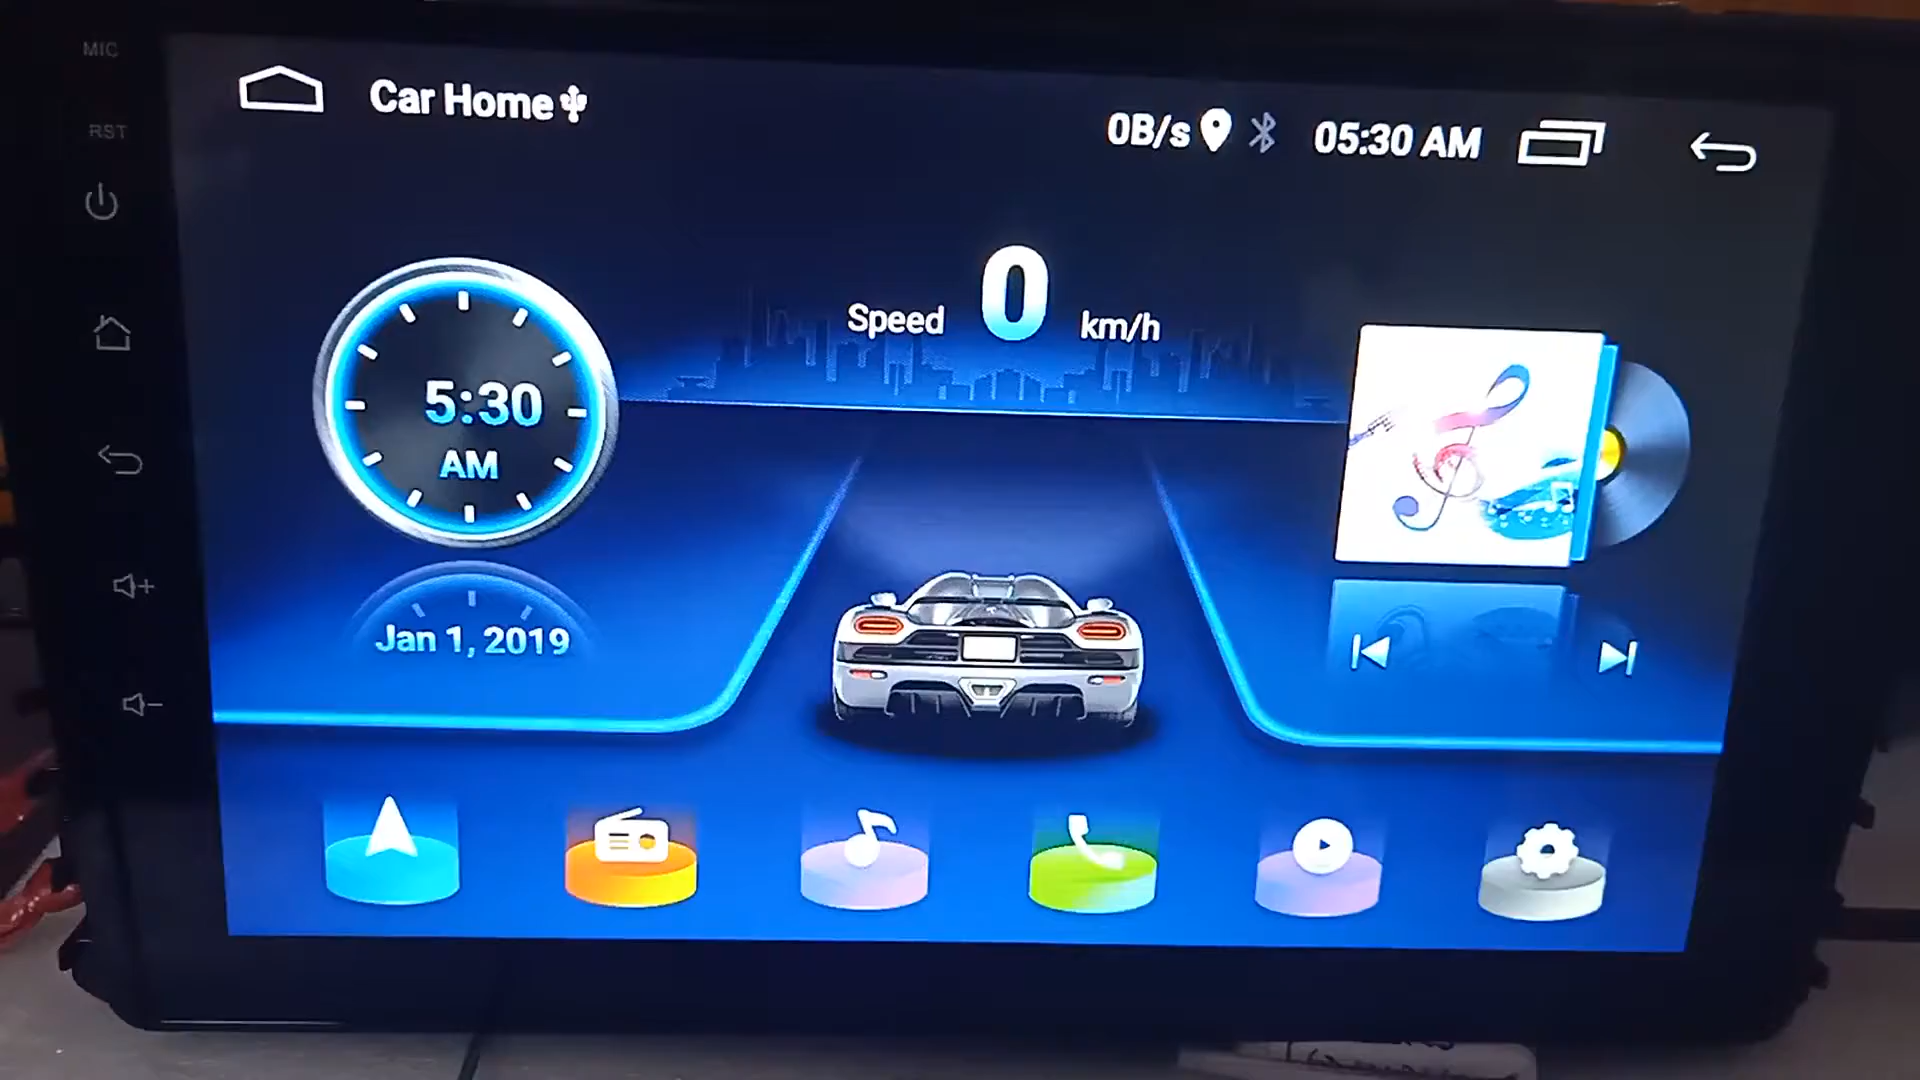 MIC
RST
Car Home
0B/s
05:30 AM
Speed 0 km/h
5:30
AM
Jan 1, 2019